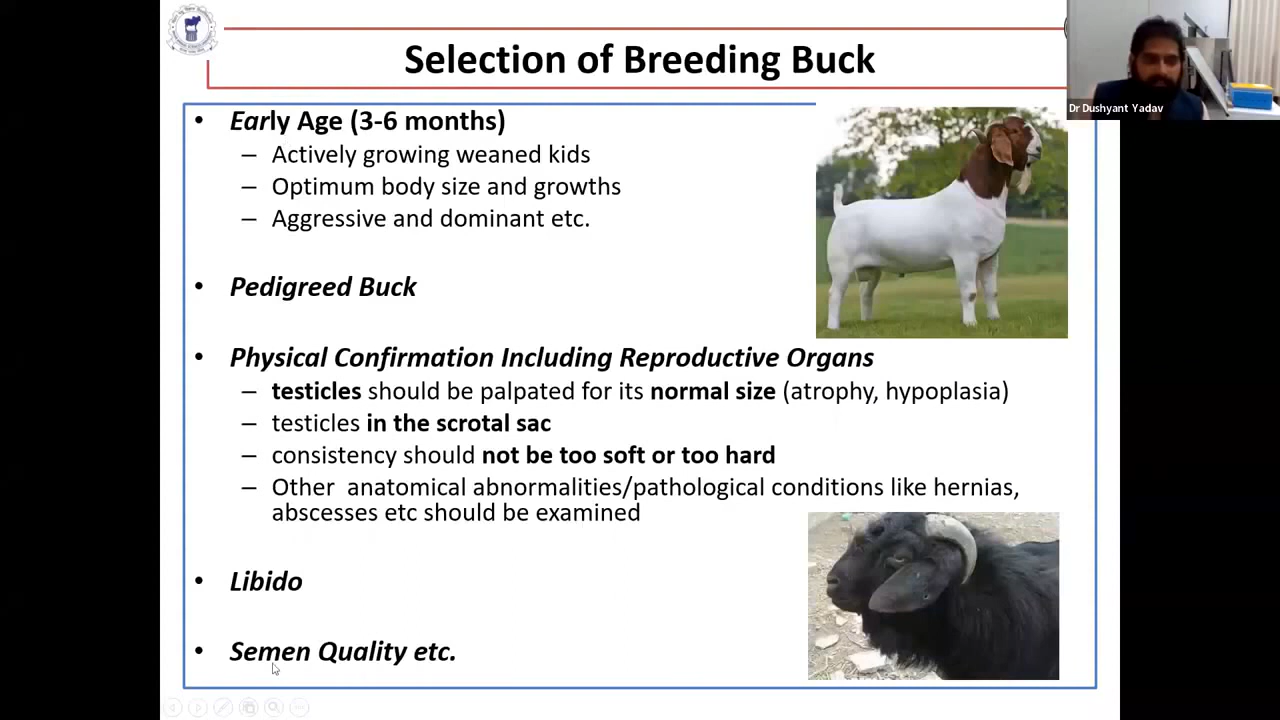 Selection of Breeding Buck
Dr Dushyant Yadav
• Early Age (3-6 months)
– Actively growing weaned kids
– Optimum body size and growths
– Aggressive and dominant etc.
• Pedigreed Buck
• Physical Confirmation Including Reproductive Organs
– testicles should be palpated for its normal size (atrophy, hypoplasia)
– testicles in the scrotal sac
– consistency should not be too soft or too hard
– Other anatomical abnormalities/pathological conditions like hernias,
abscesses etc should be examined
• Libido
• Semen Quality etc.